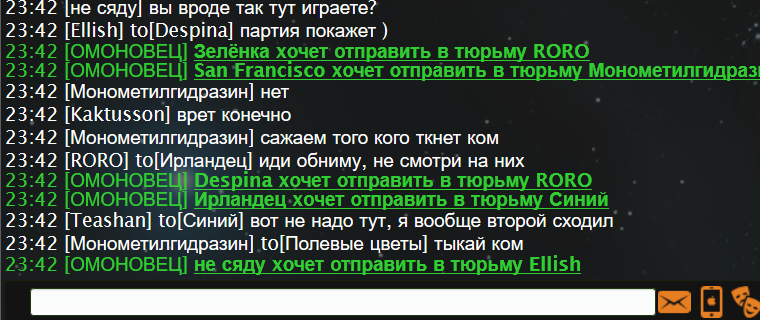 23:42 [не сяду] вы вроде так тут играете?
23:42 [Ellish] to[Despina] партия покажет )
23:42 [ОМОНОВЕЦ] Зелёнка хочет отправить в тюрьму RORO
23:42 [ОМОНОВЕЦ] San Francisco хочет отправить в тюрьму Монометилгидрази
23:42 [Монометилгидразин] нет
23:42 [Kaktusson] врет конечно
23:42 [Монометилгидразин] сажаем того кого ткнет ком
23:42 [RORO] to[Ирландец] иди обниму, не смотри на них
23:42 [ОМОНОВЕЦ] Despina хочет отправить в тюрьму RORO
23:42 [ОМОНОВЕЦ] Ирландец хочет отправить в тюрьму Синий
23:42 [Teashan] to[Синий] вот не надо тут, я вообще второй сходил
23:42 [Монометилгидразин] to[Полевые цветы] тыкай ком
23:42 [ОМОНОВЕЦ] не сяду хочет отправить в тюрьму Ellish